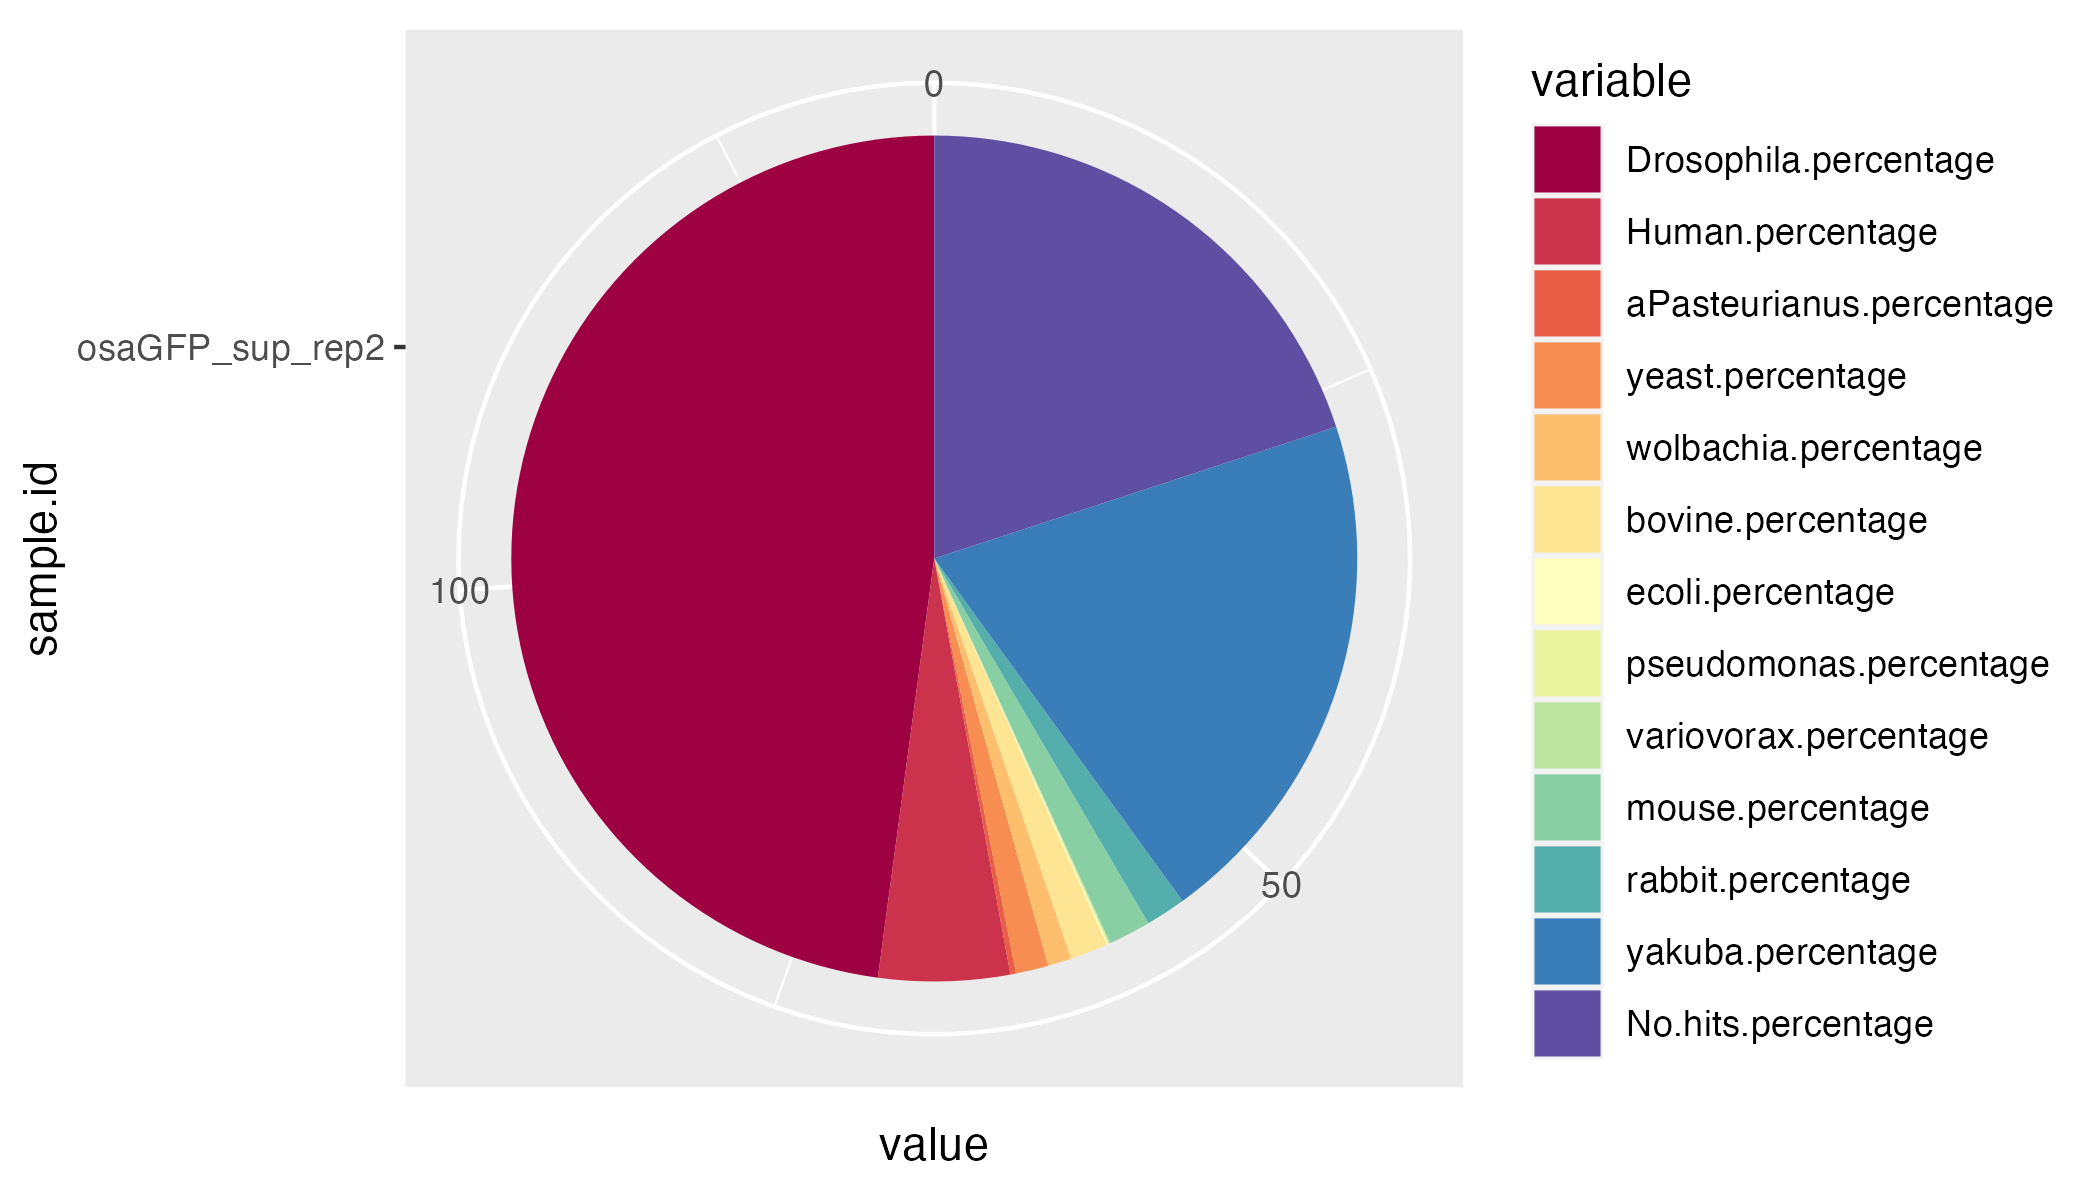 0
50
100
osaGFP_sup_rep2
sample.id
value
variable
Drosophila.percentage
Human.percentage
aPasteurianus.percentage
yeast.percentage
wolbachia.percentage
bovine.percentage
ecoli.percentage
pseudomonas.percentage
variovorax.percentage
mouse.percentage
rabbit.percentage
yakuba.percentage
No.hits.percentage